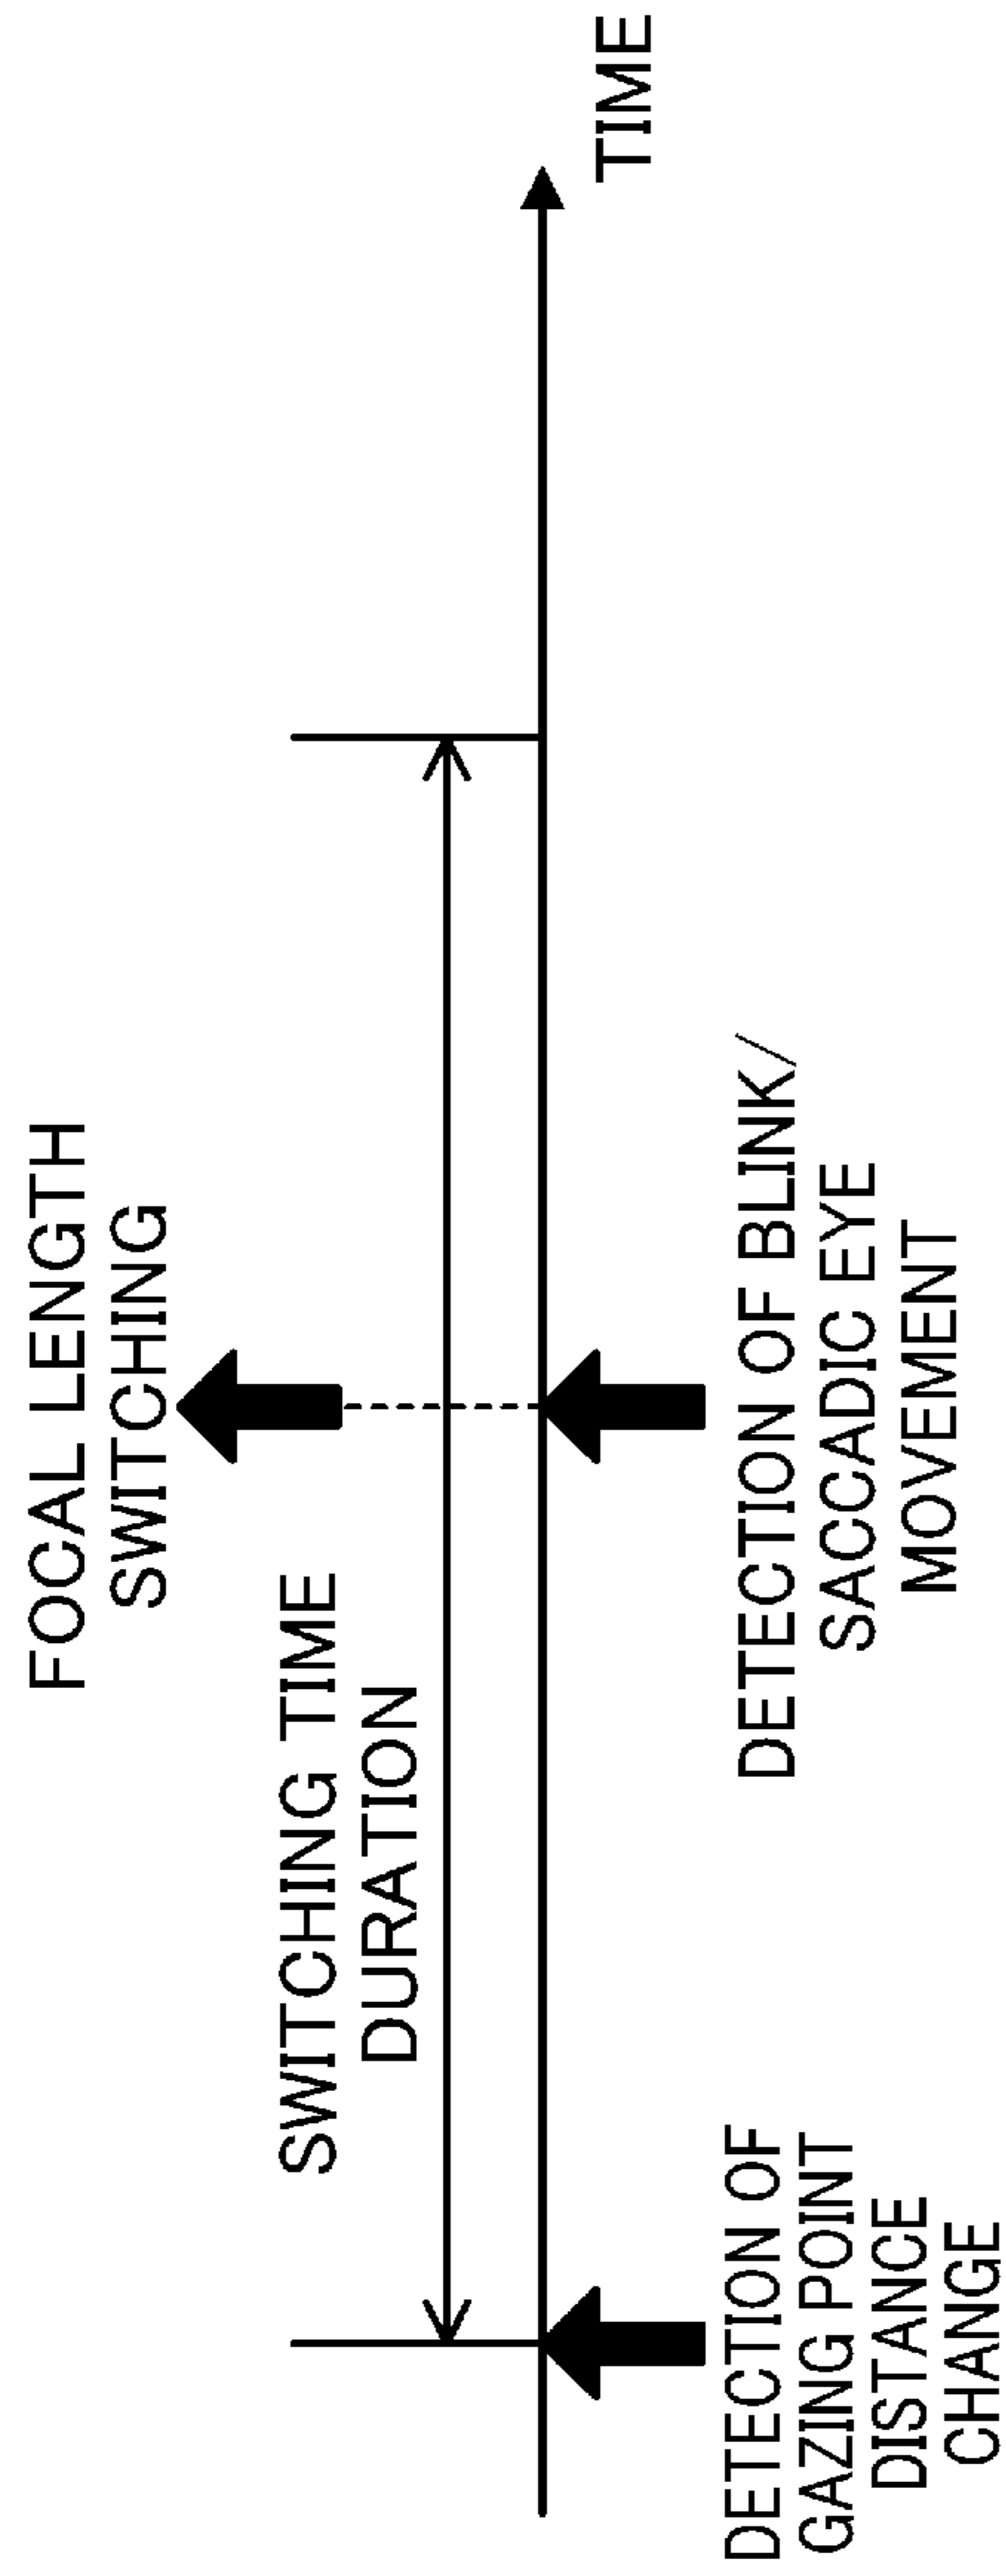 FOCAL LENGTH
SWITCHING
SWITCHING TIME
DURATION
TIME
DETECTION OF
GAZING POINT
DISTANCE
CHANGE
DETECTION OF BLINK/
SACCADIC EYE
MOVEMENT